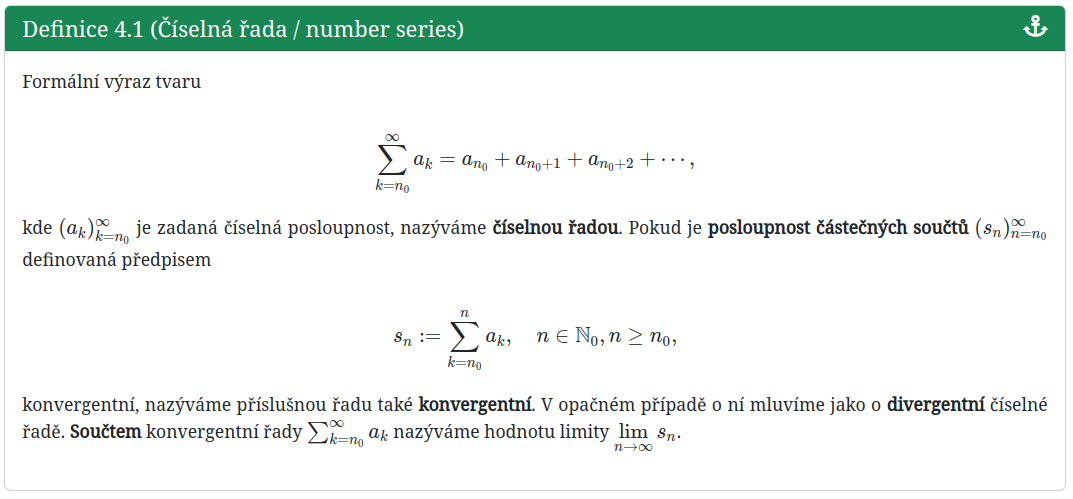 Definice 4.1 (Číselná řada / number series)
Formální výraz tvaru
$$\sum_{k=n_0}^{\infty} a_k = a_{n_0} + a_{n_0+1} + a_{n_0+2} + \cdots,$$
kde $(a_k)_{k=n_0}^{\infty}$ je zadaná číselná posloupnost, nazýváme číselnou řadou. Pokud je posloupnost částečných součtů $(s_n)_{n=n_0}^{\infty}$
definovaná předpisem
$$s_n := \sum_{k=n_0}^{n} a_k, \quad n \in \mathbb{N}_0, n \geq n_0,$$
konvergentní, nazýváme příslušnou řadu také konvergentní. V opačném případě o ní mluvíme jako o divergentní číselné
řadě. Součtem konvergentní řady $\sum_{k=n_0}^{\infty} a_k$ nazýváme hodnotu limity $\lim_{n\to\infty} s_n$.